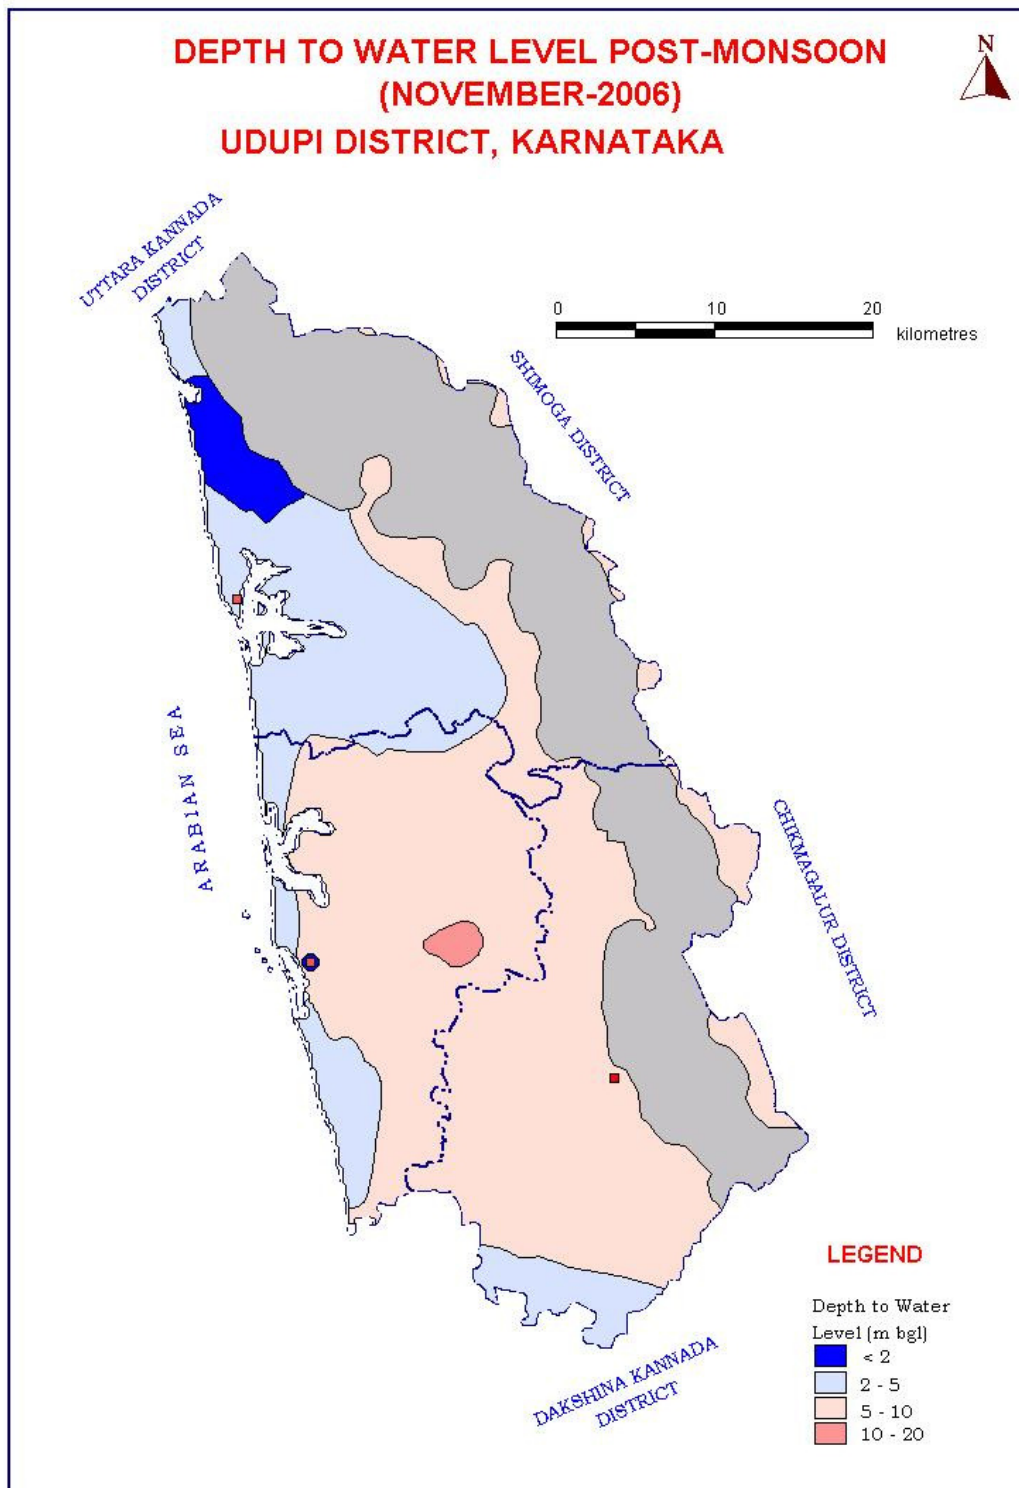 DEPTH TO WATER LEVEL POST-MONSOON
(NOVEMBER-2006)
UDUPI DISTRICT, KARNATAKA
N
UTTARA KANNADA
DISTRICT
0 10 20
kilometres
SHIMOGA DISTRICT
ARABIAN SEA
CHIKMAGALUR DISTRICT
DAKSHINA KANNADA
DISTRICT
LEGEND
Depth to Water
Level (m bgl)
< 2
2 - 5
5 - 10
10 - 20